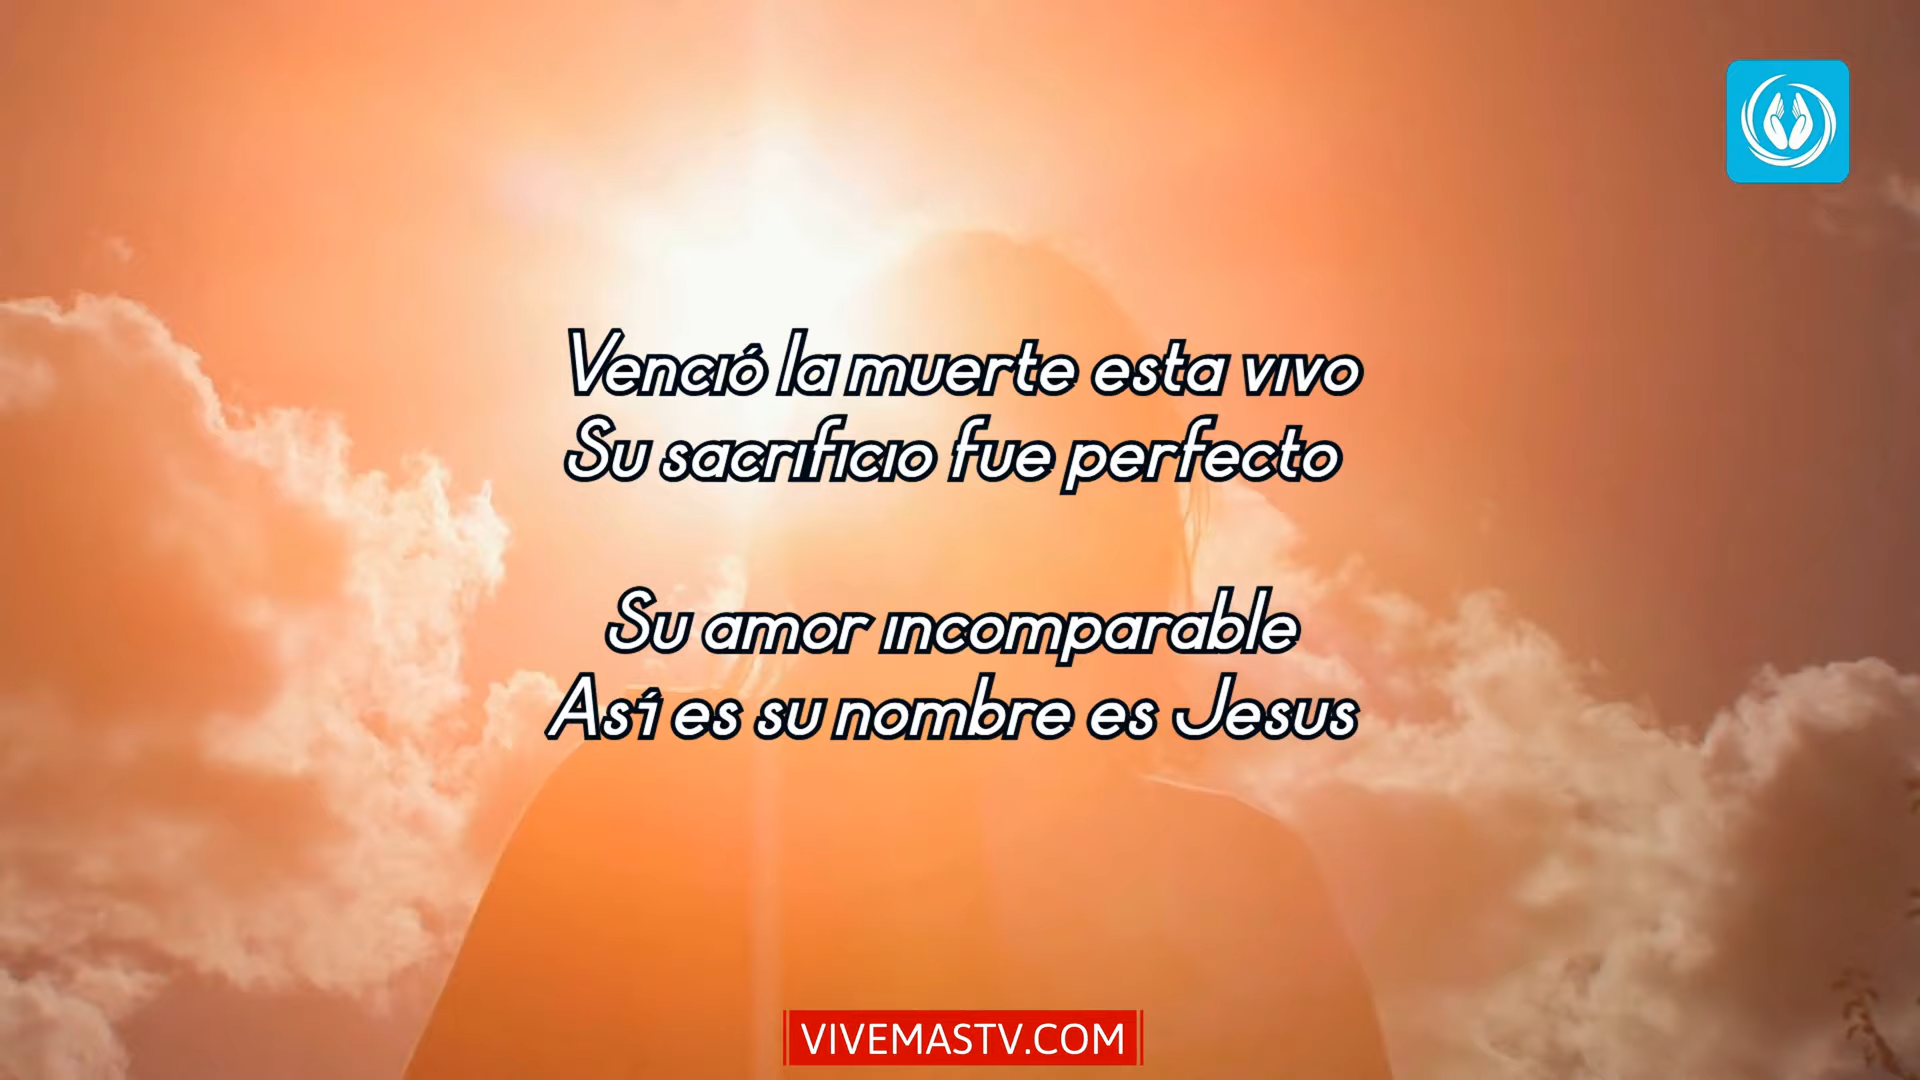 Venció la muerte esta vivo
Su sacrificio fue perfecto
Su amor incomparable
Así es su nombre es Jesus
VIVEMASTV.COM